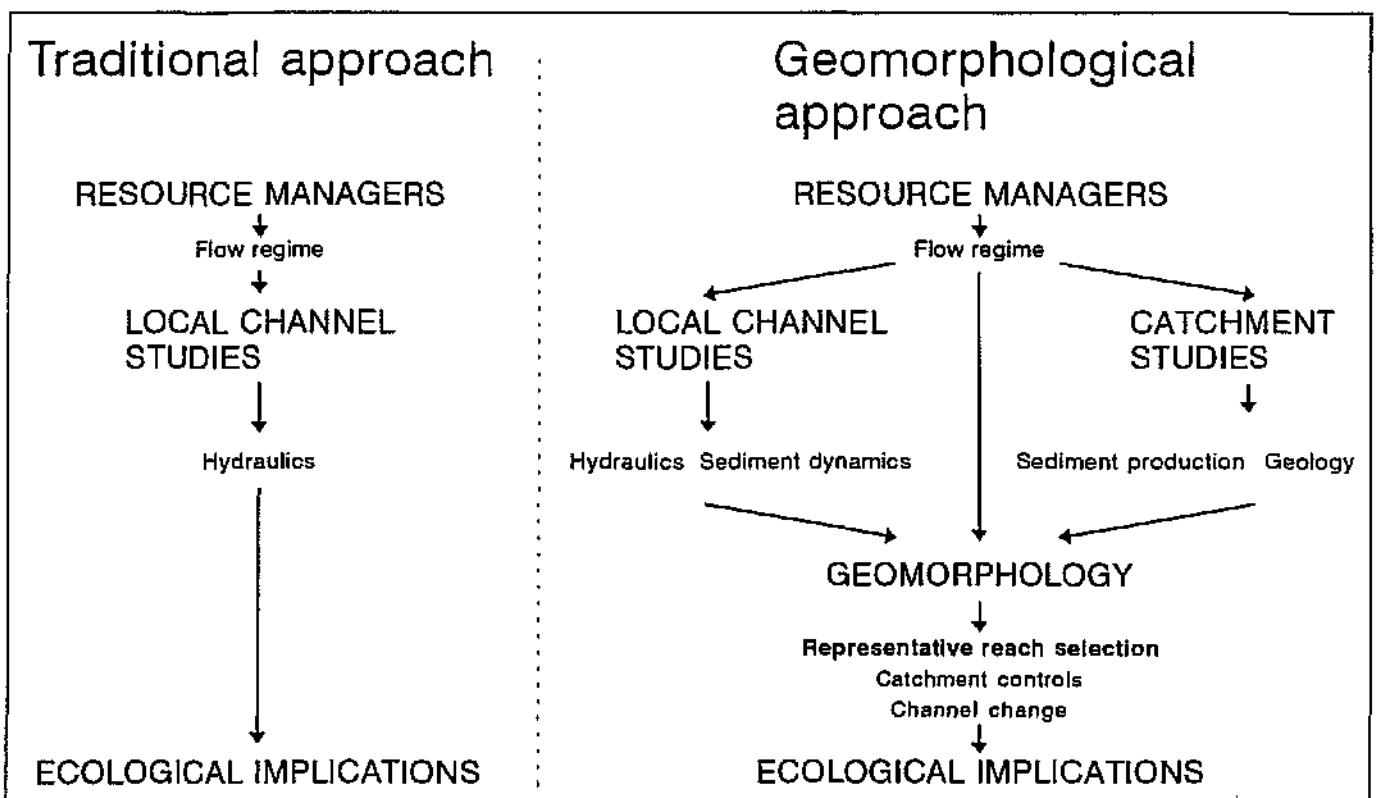 Traditional approach
RESOURCE MANAGERS
Flow regime
LOCAL CHANNEL
STUDIES
Hydraulics
ECOLOGICAL IMPLICATIONS
Geomorphological
approach
RESOURCE MANAGERS
Flow regime
LOCAL CHANNEL
STUDIES
CATCHMENT
STUDIES
Hydraulics Sediment dynamics
Sediment production Geology
GEOMORPHOLOGY
Representative reach selection
Catchment controls
Channel change
ECOLOGICAL IMPLICATIONS